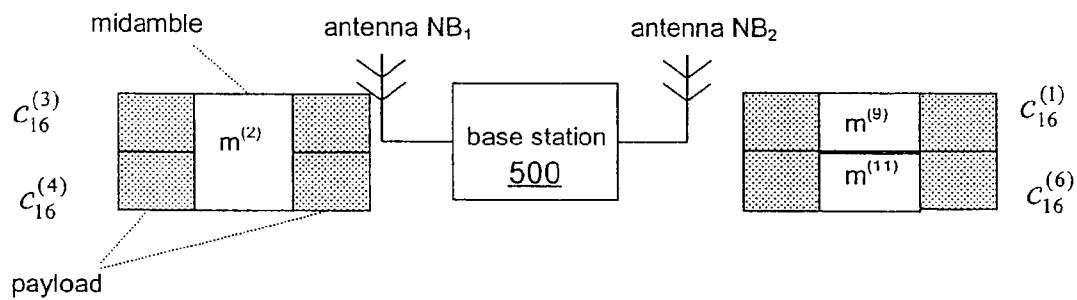 midamble
antenna NB₁
antenna NB₂
c₁₆⁽³⁾
m⁽²⁾
c₁₆⁽⁴⁾
base station
500
m⁽⁹⁾
c₁₆⁽¹⁾
m⁽¹¹⁾
c₁₆⁽⁶⁾
payload